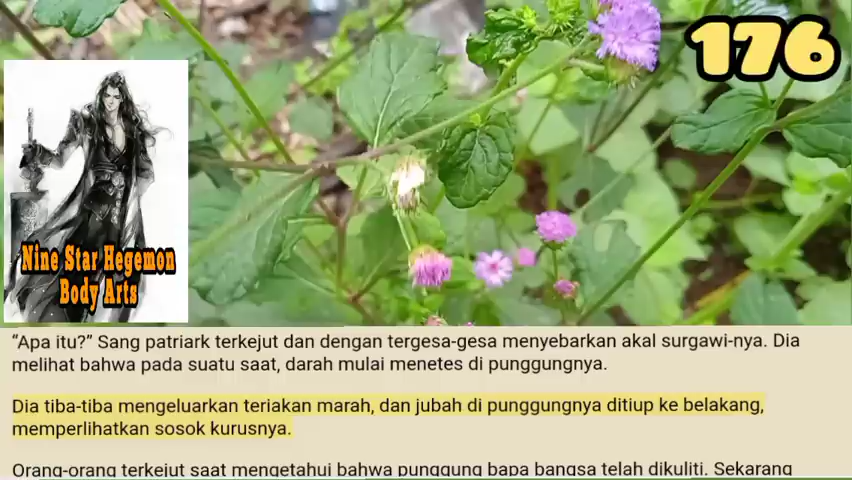 176
Nine Star Hegemon
Body Arts
“Apa itu?” Sang patriark terkejut dan dengan tergesa-gesa menyebarkan akal surgawi-nya. Dia
melihat bahwa pada suatu saat, darah mulai menetes di punggungnya.
Dia tiba-tiba mengeluarkan teriakan marah, dan jubah di punggungnya ditiup ke belakang,
memperlihatkan sosok kurusnya.
Orang-orang terkejut saat mengetahui bahwa punggung bapa bangsa telah dikuliti. Sekarang